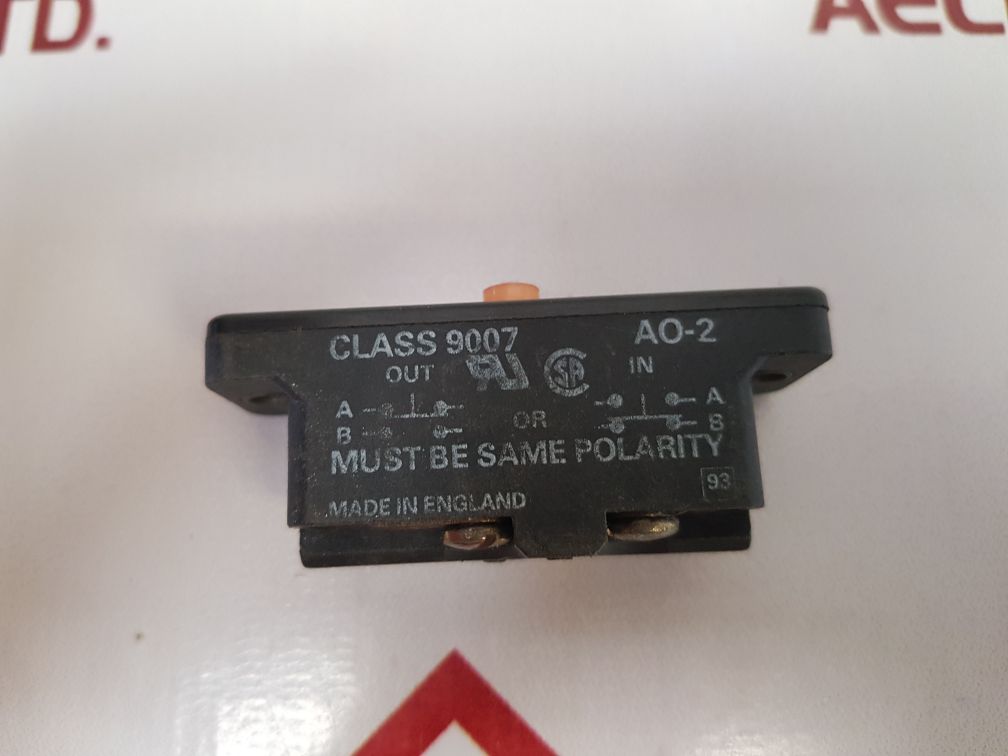 TD.
AEC
CLASS 9007 AO-2
OUT IN
A A
OR
B B
MUST BE SAME POLARITY
93
MADE IN ENGLAND